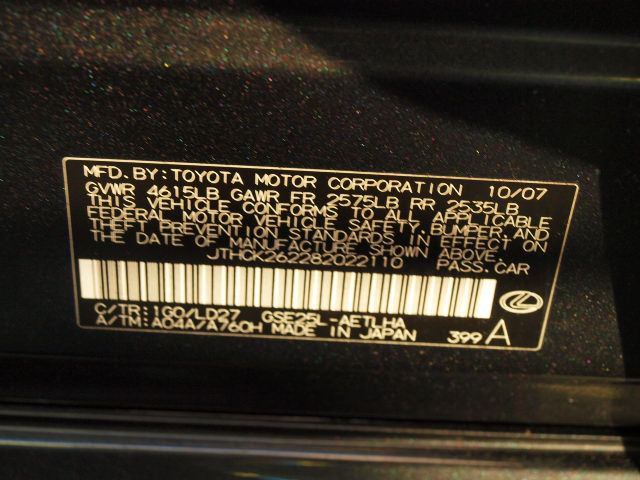 MFD. BY: TOYOTA MOTOR CORPORATION 10/07
GVWR 4615LB GAWR FR 2575LB RR 2535LB
THIS VEHICLE CONFORMS TO ALL APPLICABLE
FEDERAL MOTOR VEHICLE SAFETY, BUMPER, AND
THEFT PREVENTION STANDARDS IN EFFECT ON
THE DATE OF MANUFACTURE SHOWN ABOVE.
JTHCK262282022110 PASS. CAR
C/TR: 1G0/LD27 GSE25L-AETLHA
A/TM: A04A/A760H MADE IN JAPAN 399 A